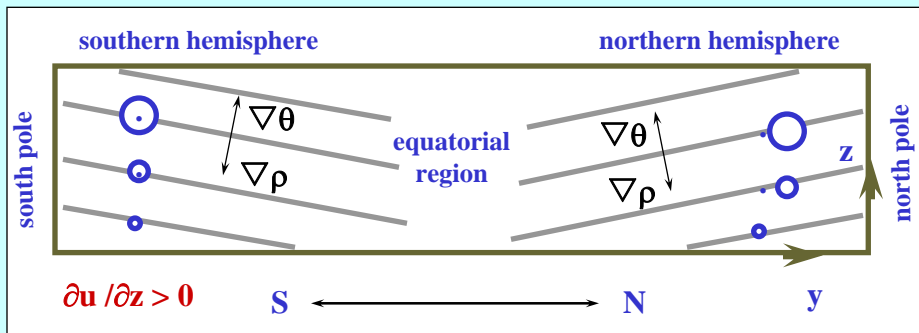 southern hemisphere northern hemisphere
∇θ ∇θ
south pole
equatorial
region
∇ρ ∇ρ
z
north pole
∂u /∂z > 0 S N y